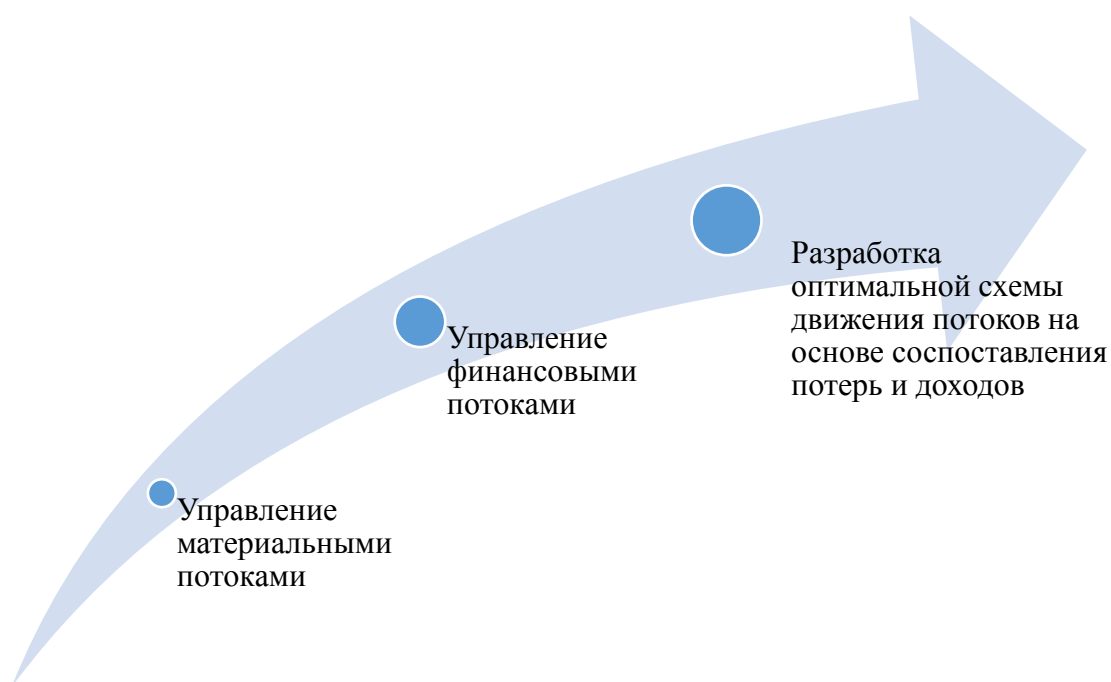 Разработка
оптимальной схемы
движения потоков на
основе соспоставления
потерь и доходов
Управление
финансовыми
потоками
Управление
материальными
потоками